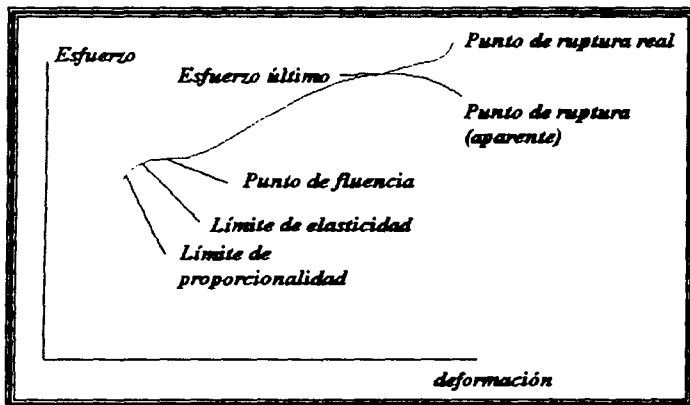 Esfuerzo
Punto de ruptura real
Esfuerzo último
Punto de ruptura
(aparente)
Punto de fluencia
Límite de elasticidad
Límite de
proporcionalidad
deformación